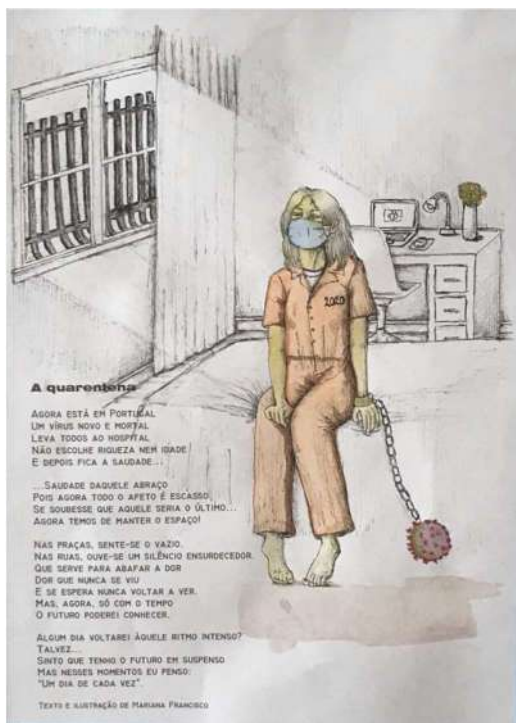 2020
A quarentena
AGORA ESTÁ EM PORTUGAL
UM VÍRUS NOVO E MORTAL
LEVA TODOS AO HOSPITAL
NÃO ESCOLHE RIQUEZA NEM IDADE
E DEPOIS FICA A SAUDADE...
...SAUDADE DAQUELE ABRAÇO
POIS AGORA TODO O AFETO É ESCASSO
SE SOUBESSE QUE AQUELE SERIA O ÚLTIMO...
AGORA TEMOS DE MANTER O ESPAÇO!
NAS PRAÇAS, SENTE-SE O VAZIO.
NAS RUAS, OUVE-SE UM SILÊNCIO ENSURDECEDOR.
QUE SERVE PARA ABAFAR A DOR
DOR QUE NUNCA SE VIU
E SE ESPERA NUNCA VOLTAR A VER.
MAS, AGORA, SÓ COM O TEMPO
O FUTURO PODEREI CONHECER.
ALGUM DIA VOLTAREI ÀQUELE RITMO INTENSO?
TALVEZ...
SINTO QUE TENHO O FUTURO EM SUSPENSO
MAS NESSES MOMENTOS EU PENSO:
"UM DIA DE CADA VEZ".
TEXTO E ILUSTRAÇÃO DE MARIANA FRANCISCO